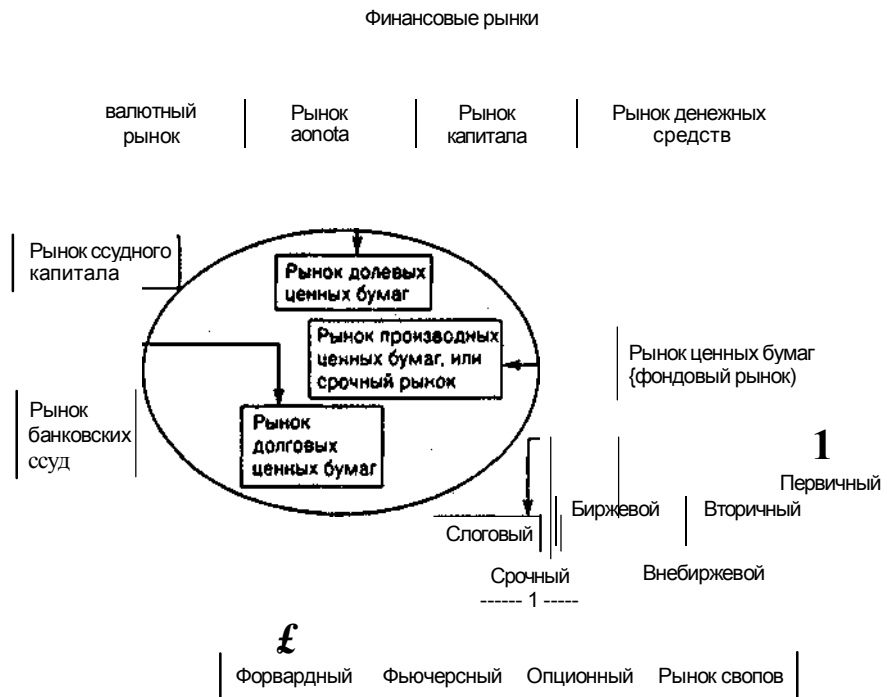 Финансовые рынки
валютный
рынок
Рынок
aonota
Рынок
капитала
Рынок денежных
средств
Рынок ссудного
капитала
Рынок долевых
ценных бумаг
Рынок производных
ценных бумаг, или
срочный рынок
Рынок ценных бумаг
{фондовый рынок)
Рынок
банковских
ссуд
Рынок
долговых
ценных бумаг
1
Первичный
Биржевой
Вторичный
Слоговый
Срочный
Внебиржевой
------ 1 -----
£
Форвардный
Фьючерсный
Опционный
Рынок свопов